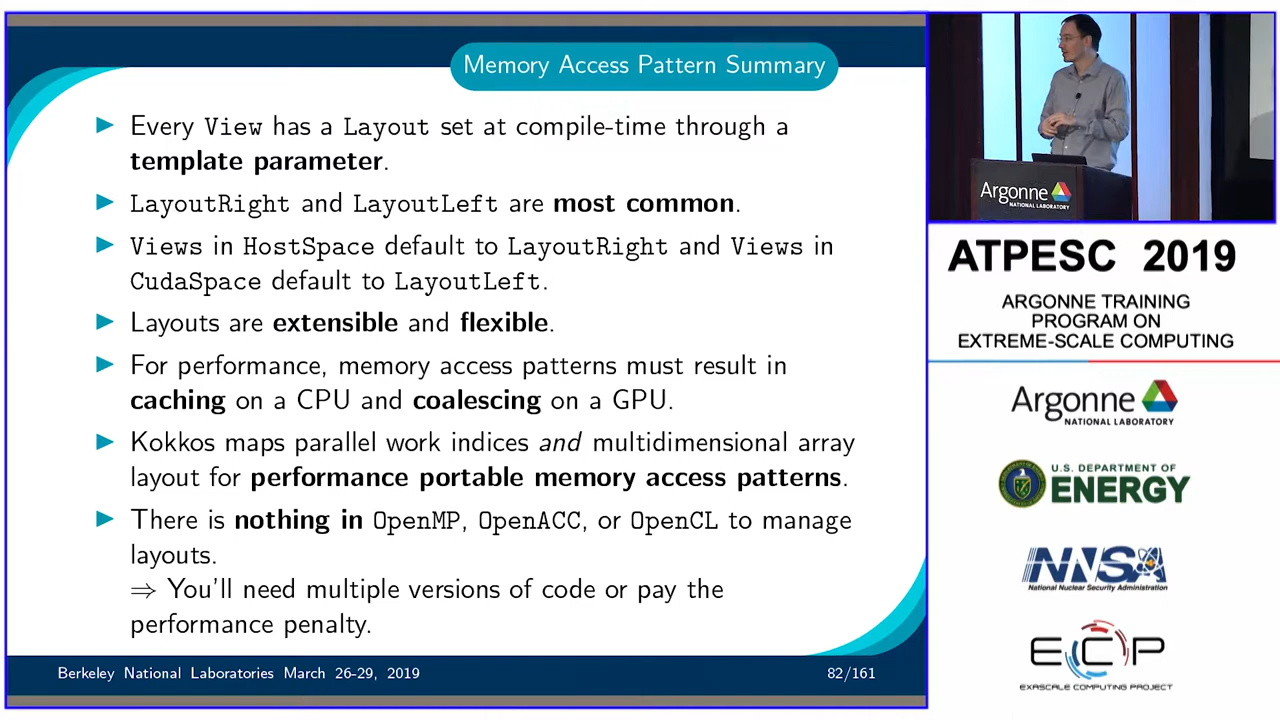 Memory Access Pattern Summary
▶ Every View has a Layout set at compile-time through a
template parameter.
▶ LayoutRight and LayoutLeft are most common.
▶ Views in HostSpace default to LayoutRight and Views in
CudaSpace default to LayoutLeft.
▶ Layouts are extensible and flexible.
▶ For performance, memory access patterns must result in
caching on a CPU and coalescing on a GPU.
▶ Kokkos maps parallel work indices and multidimensional array
layout for performance portable memory access patterns.
▶ There is nothing in OpenMP, OpenACC, or OpenCL to manage
layouts.
⇒ You'll need multiple versions of code or pay the
performance penalty.
Berkeley National Laboratories March 26-29, 2019
82/161
Argonne
NATIONAL LABORATORY
ATPESC 2019
ARGONNE TRAINING
PROGRAM ON
EXTREME-SCALE COMPUTING
Argonne
NATIONAL LABORATORY
U.S. DEPARTMENT OF
ENERGY
NNSA
National Nuclear Security Administration
ECP
EXASCALE COMPUTING PROJECT